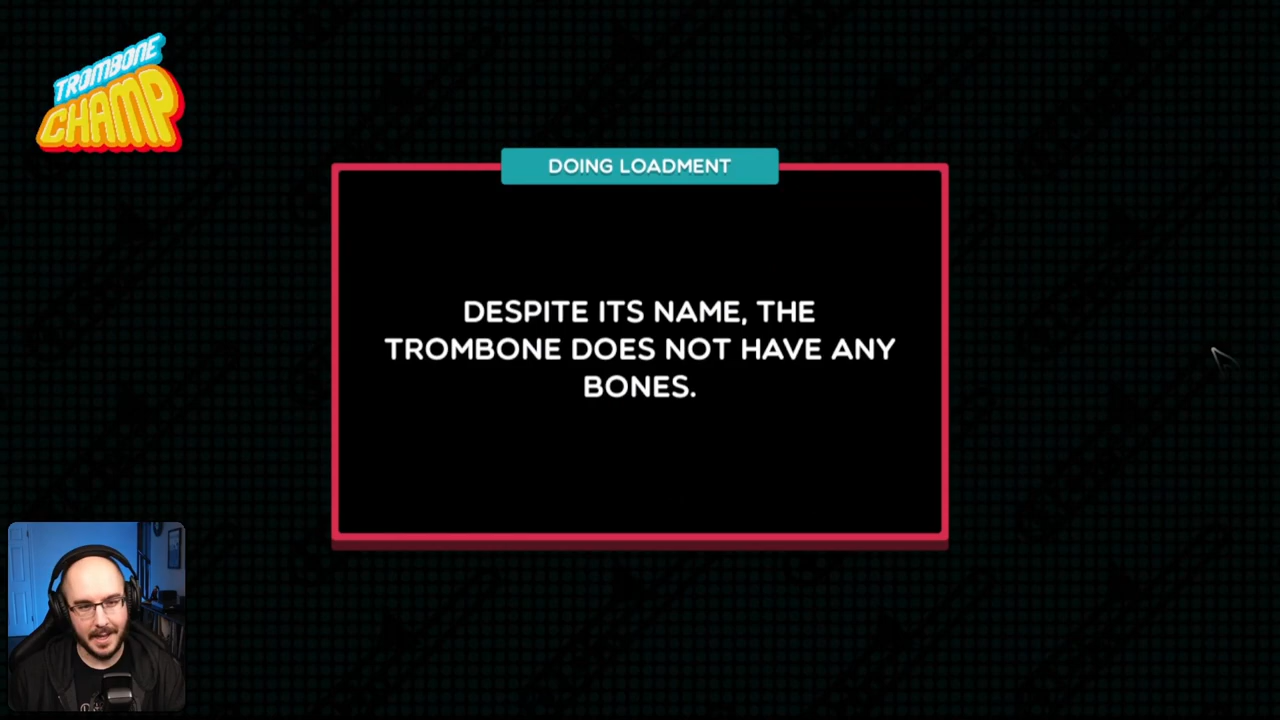 TROMBONE
CHAMP
DOING LOADMENT
DESPITE ITS NAME, THE
TROMBONE DOES NOT HAVE ANY
BONES.